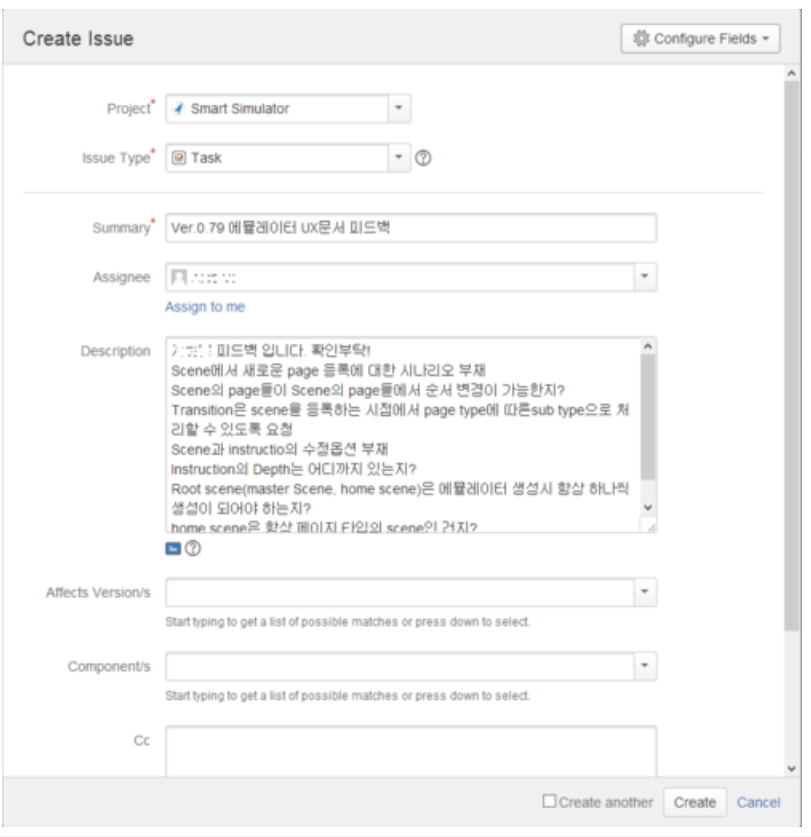 Create Issue
Configure Fields
Project*
Smart Simulator
Issue Type*
Task
Summary*
Ver.0.79 에뮬레이터 UX문서 피드백
Assignee
Assign to me
Description
피드백 입니다. 확인부탁!
Scene에서 새로운 page 등록에 대한 시나리오 부재
Scene의 page들이 Scene의 page들에서 순서 변경이 가능한지?
Transition은 scene을 등록하는 시점에서 page type에 따른sub type으로 처
리할 수 있도록 요청
Scene과 instructio의 수정옵션 부재
Instruction의 Depth는 어디까지 있는지?
Root scene(master Scene, home scene)은 에뮬레이터 생성시 항상 하나씩
생성이 되어야 하는지?
home scene은 항상 페이지 타입의 scene인 건지?
Affects Version/s
Start typing to get a list of possible matches or press down to select.
Component/s
Start typing to get a list of possible matches or press down to select.
Cc
Create another
Create
Cancel